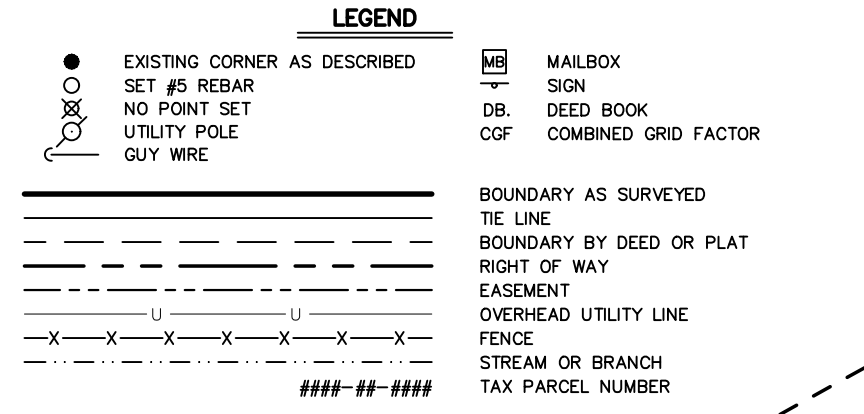 LEGEND
EXISTING CORNER AS DESCRIBED
SET #5 REBAR
NO POINT SET
UTILITY POLE
GUY WIRE
MB MAILBOX
SIGN
DB. DEED BOOK
CGF COMBINED GRID FACTOR
BOUNDARY AS SURVEYED
TIE LINE
BOUNDARY BY DEED OR PLAT
RIGHT OF WAY
EASEMENT
U U OVERHEAD UTILITY LINE
X X X X X X X FENCE
STREAM OR BRANCH
####-##-#### TAX PARCEL NUMBER